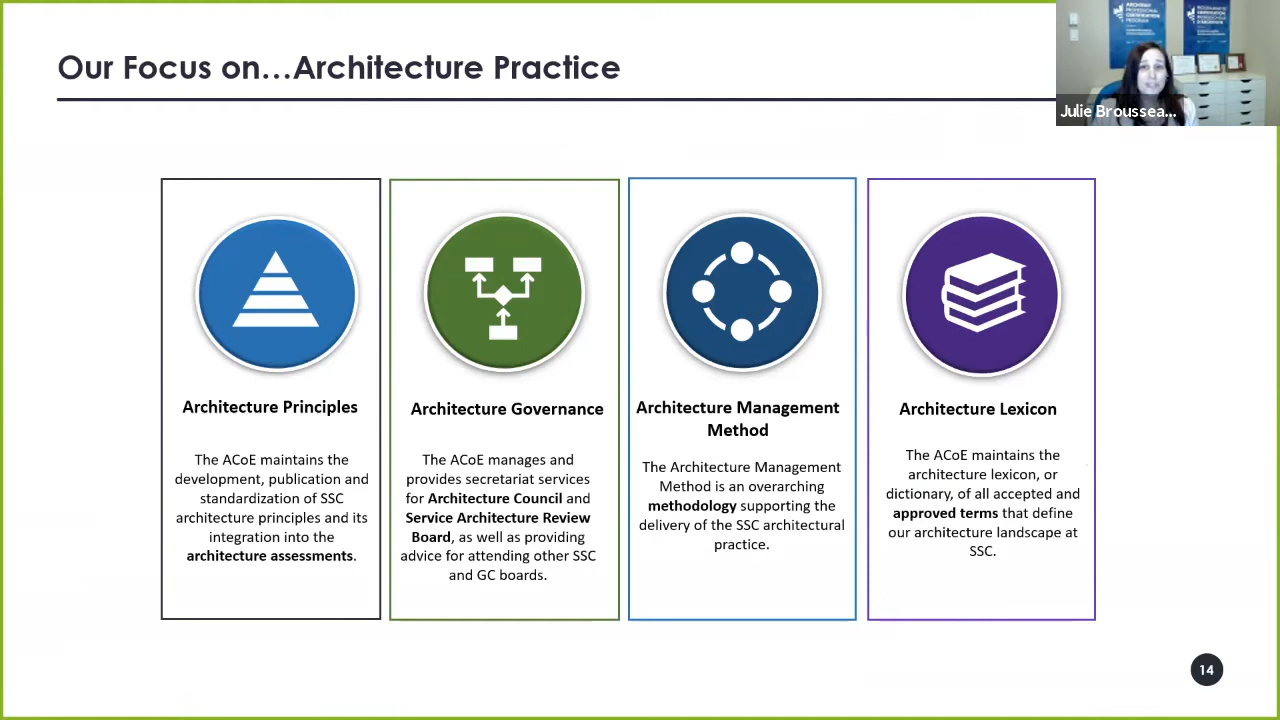 Our Focus on...Architecture Practice
Julie Broussea...
Architecture Principles
The ACoE maintains the
development, publication and
standardization of SSC
architecture principles and its
integration into the
architecture assessments.
Architecture Governance
The ACoE manages and
provides secretariat services
for Architecture Council and
Service Architecture Review
Board, as well as providing
advice for attending other SSC
and GC boards.
Architecture Management
Method
The Architecture Management
Method is an overarching
methodology supporting the
delivery of the SSC architectural
practice.
Architecture Lexicon
The ACoE maintains the
architecture lexicon, or
dictionary, of all accepted and
approved terms that define
our architecture landscape at
SSC.
14